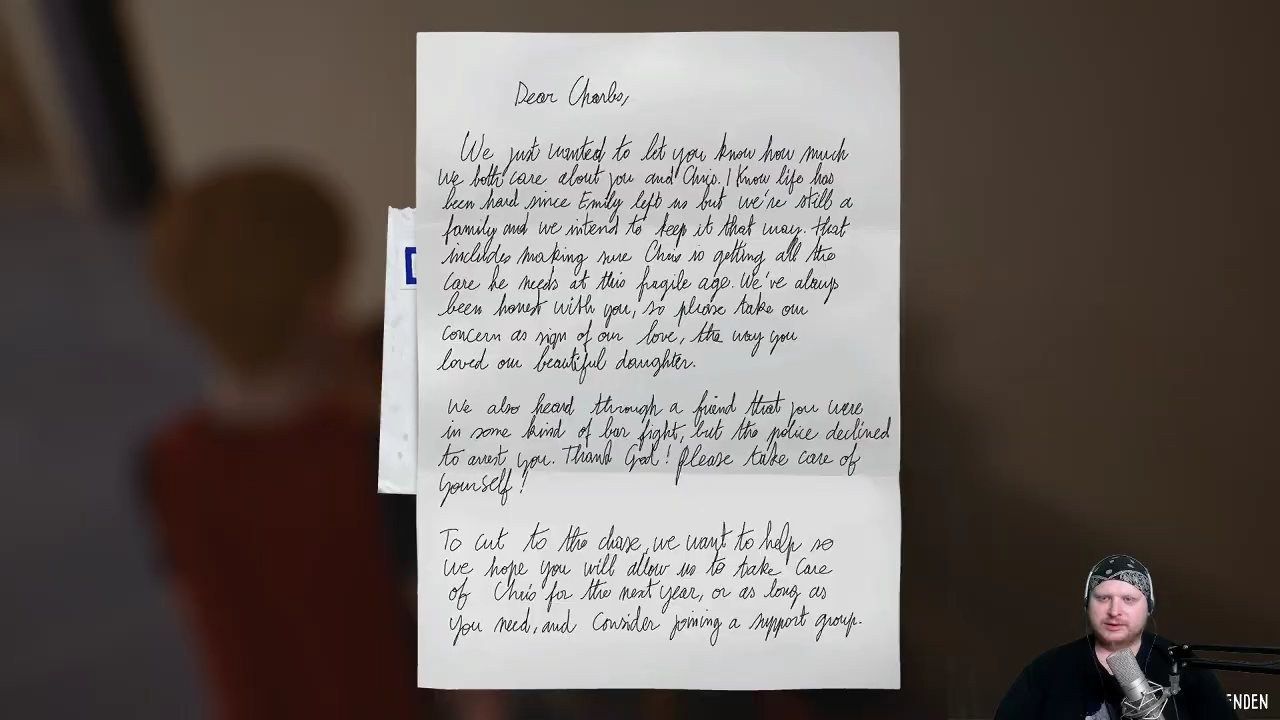 Dear Charles,
We just wanted to let you know how much
we both care about you and Chris. I know life has
been hard since Emily left us but we're still a
family and we intend to keep it that way. That
includes making sure Chris is getting all the
care he needs at this fragile age. We've always
been honest with you, so please take our
concern as sign of our love, the way you
loved our beautiful daughter.
We also heard through a friend that you were
in some kind of bar fight, but the police declined
to arrest you. Thank God! please take care of
yourself!
To cut to the chase, we want to help so
we hope you will allow us to take care
of Chris for the next year, or as long as
you need, and consider joining a support group.